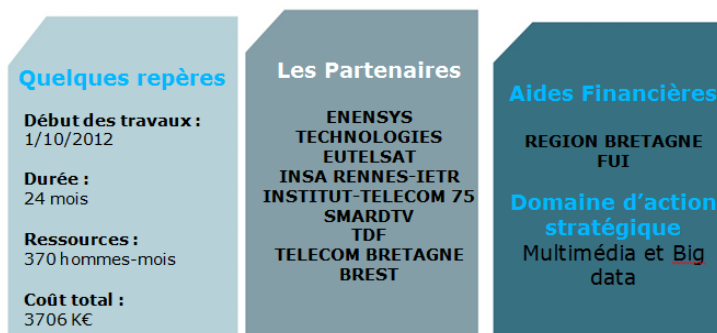 Quelques repères
Début des travaux :
1/10/2012
Durée :
24 mois
Ressources :
370 hommes-mois
Coût total :
3706 K€
Les Partenaires
ENENSYS
TECHNOLOGIES
EUTELSAT
INSA RENNES-IETR
INSTITUT-TELECOM 75
SMARDTV
TDF
TELECOM BRETAGNE
BREST
Aides Financières
REGION BRETAGNE
FUI
Domaine d’action
stratégique
Multimédia et Big
data